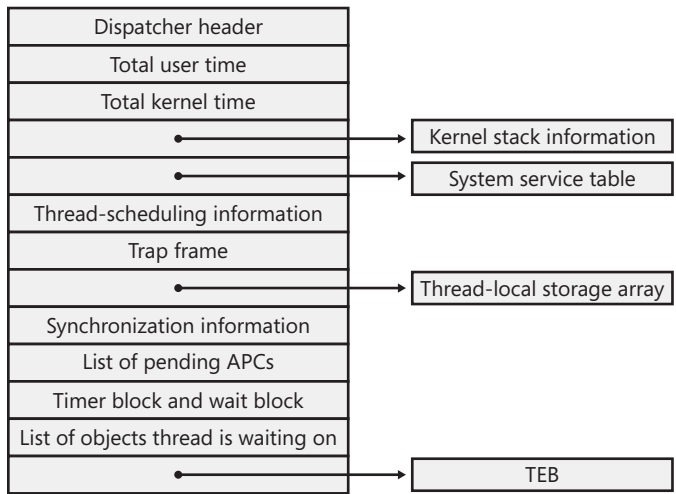 Dispatcher header
Total user time
Total kernel time
Kernel stack information
System service table
Thread-scheduling information
Trap frame
Thread-local storage array
Synchronization information
List of pending APCs
Timer block and wait block
List of objects thread is waiting on
TEB